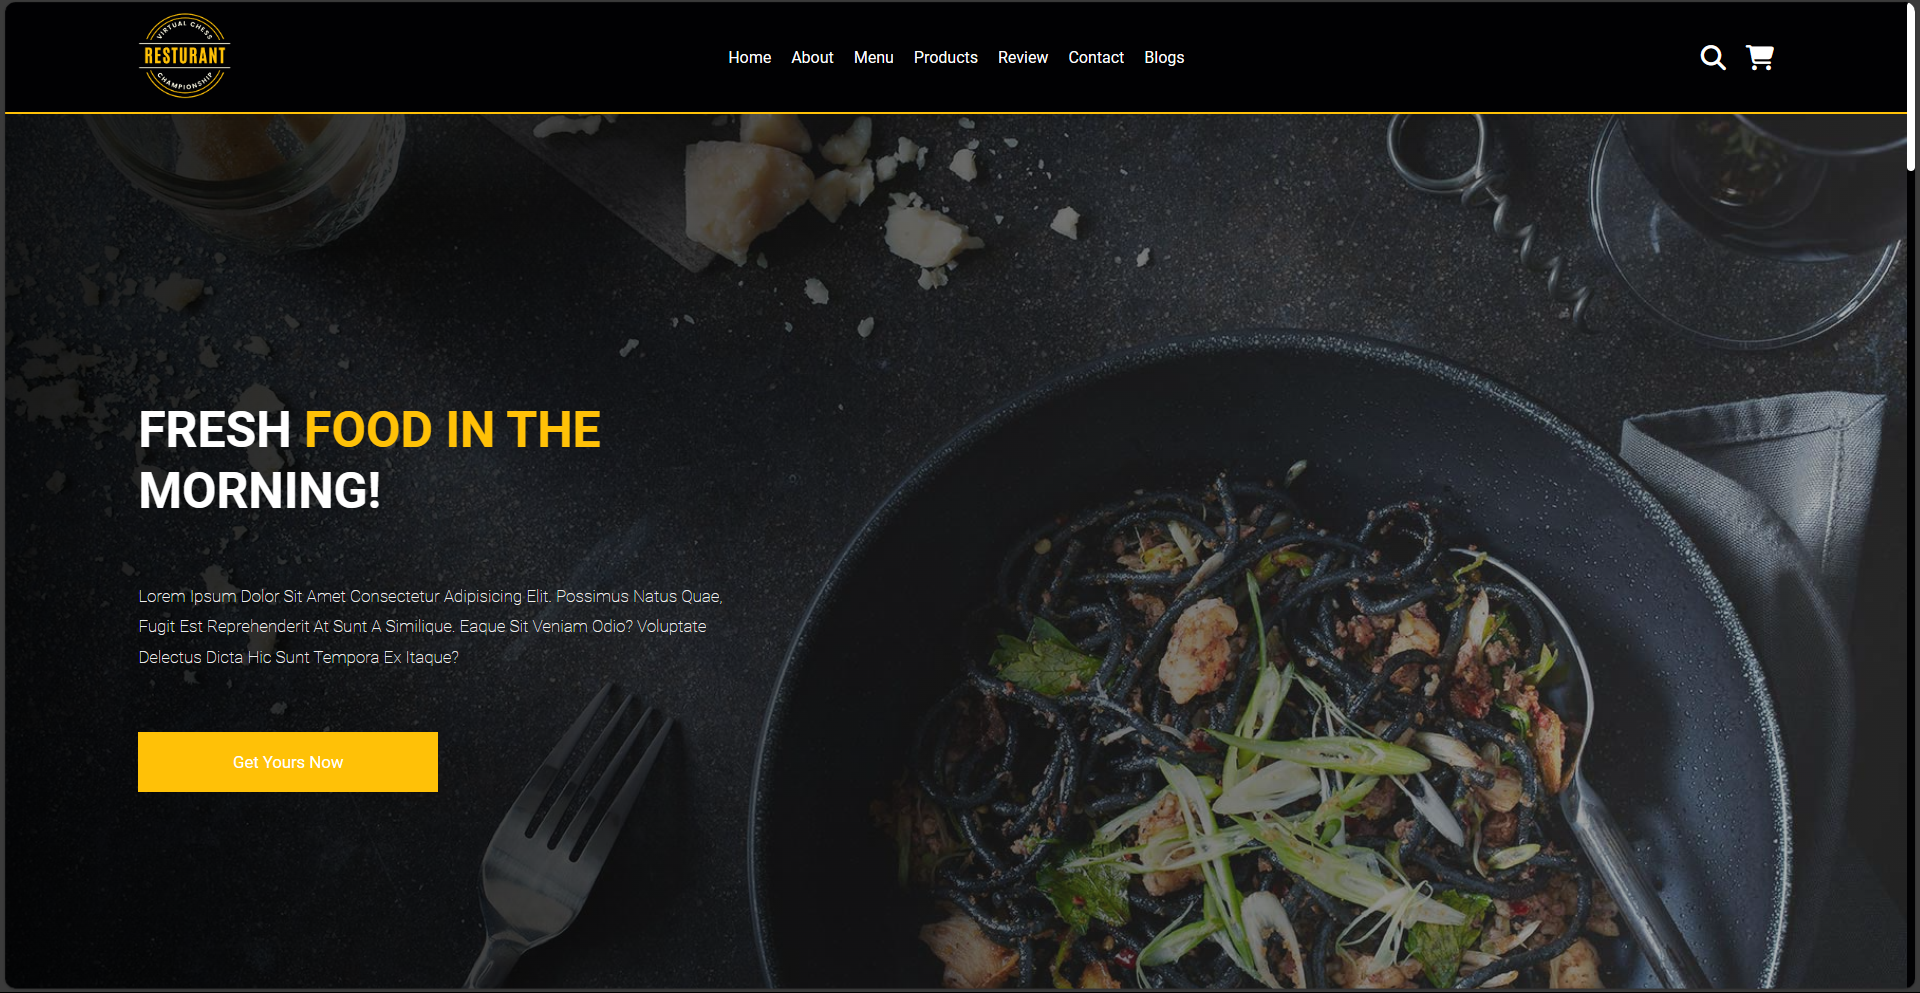 VIRTUAL CHESS
RESTURANT
CHAMPIONSHIP
Home About Menu Products Review Contact Blogs
FRESH FOOD IN THE
MORNING!
Lorem Ipsum Dolor Sit Amet Consectetur Adipisicing Elit. Possimus Natus Quae,
Fugit Est Reprehenderit At Sunt A Similique. Eaque Sit Veniam Odio? Voluptate
Delectus Dicta Hic Sunt Tempora Ex Itaque?
Get Yours Now